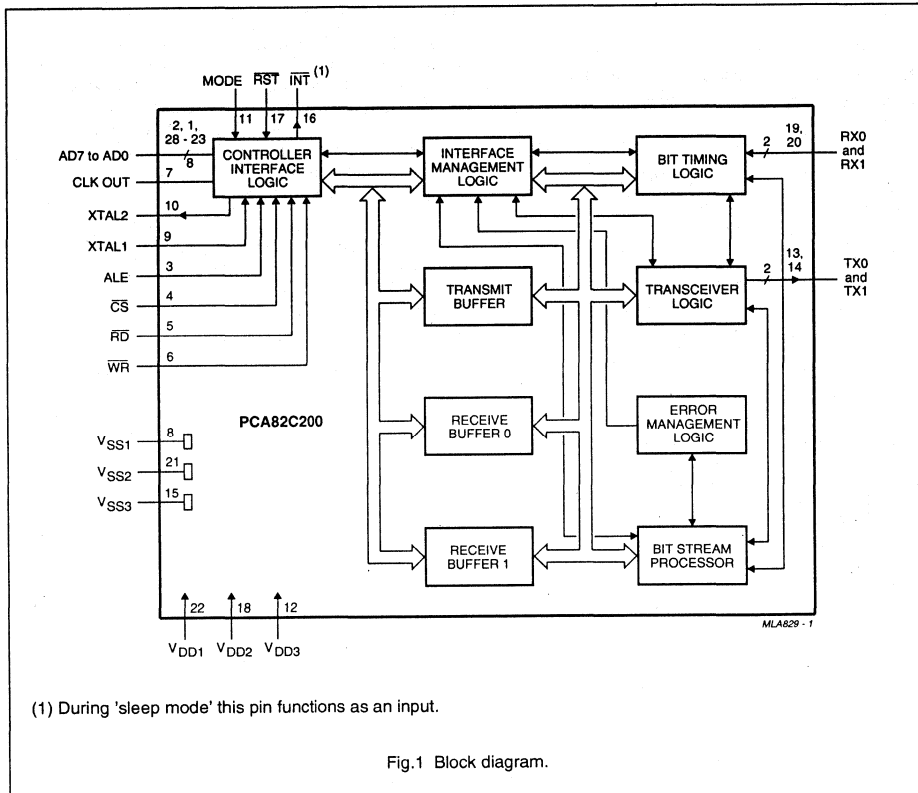 MODE RST INT (1)
11 17 16
2, 1,
28 - 23
8
AD7 to AD0
CLK OUT
7
XTAL2
10
XTAL1
9
ALE
3
CS
4
RD
5
WR
6
CONTROLLER
INTERFACE
LOGIC
INTERFACE
MANAGEMENT
LOGIC
BIT TIMING
LOGIC
2
19,
20
RX0
and
RX1
TRANSMIT
BUFFER
TRANSCEIVER
LOGIC
2
13,
14
TX0
and
TX1
PCA82C200
RECEIVE
BUFFER 0
ERROR
MANAGEMENT
LOGIC
RECEIVE
BUFFER 1
BIT STREAM
PROCESSOR
VSS1
8
VSS2
21
VSS3
15
22 18 12
VDD1 VDD2 VDD3
MLA829 - 1
(1) During 'sleep mode' this pin functions as an input.
Fig.1 Block diagram.